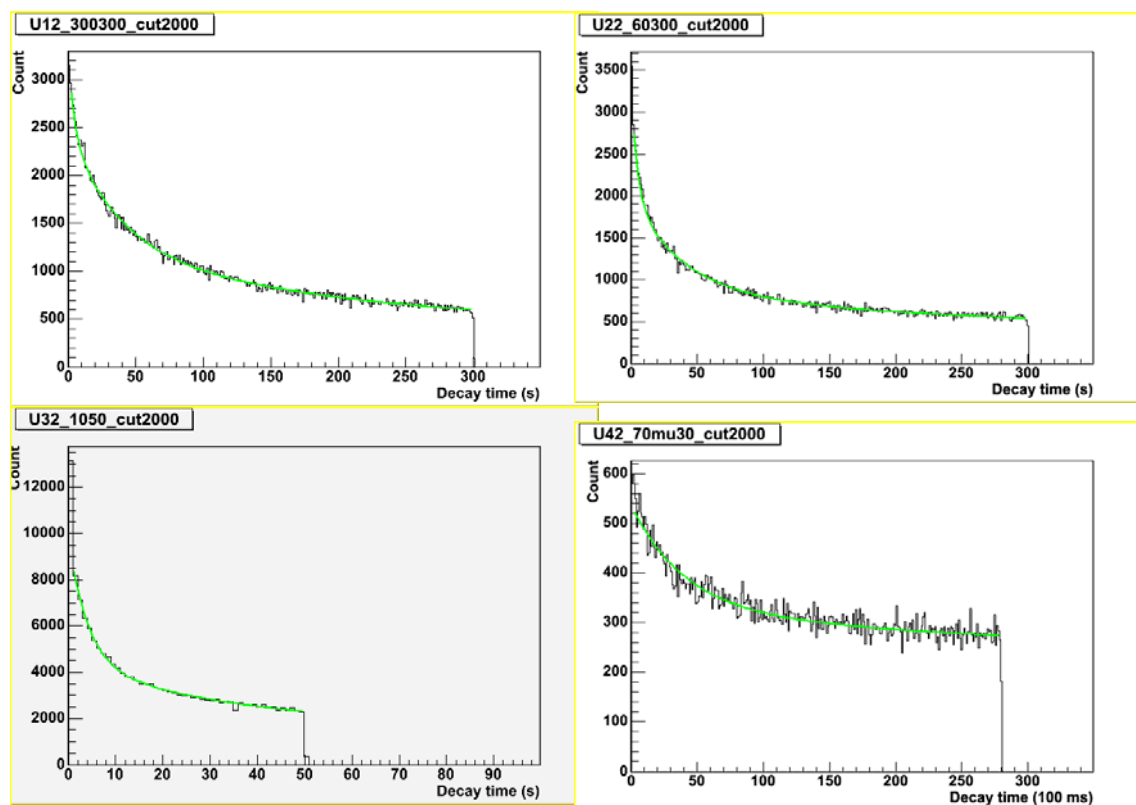 U12_300300_cut2000
Count
3000
2500
2000
1500
1000
500
0
0 50 100 150 200 250 300
Decay time (s)
U22_60300_cut2000
Count
3500
3000
2500
2000
1500
1000
500
0
0 50 100 150 200 250 300
Decay time (s)
U32_1050_cut2000
Count
12000
10000
8000
6000
4000
2000
0
0 10 20 30 40 50 60 70 80 90
Decay time (s)
U42_70mu30_cut2000
Count
600
500
400
300
200
100
0
0 50 100 150 200 250 300
Decay time (100 ms)